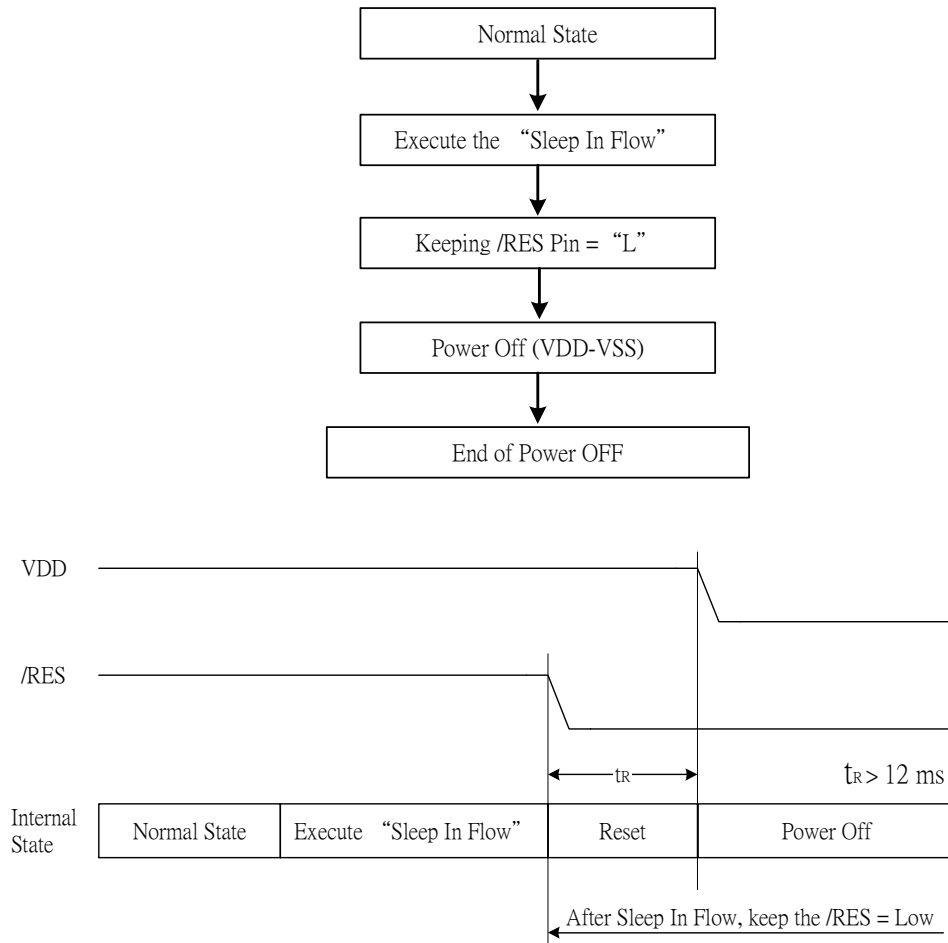 Normal State
Execute the “Sleep In Flow”
Keeping /RES Pin = “L”
Power Off (VDD-VSS)
End of Power OFF
VDD
/RES
tR
tR > 12 ms
Internal
State
Normal State
Execute “Sleep In Flow”
Reset
Power Off
After Sleep In Flow, keep the /RES = Low